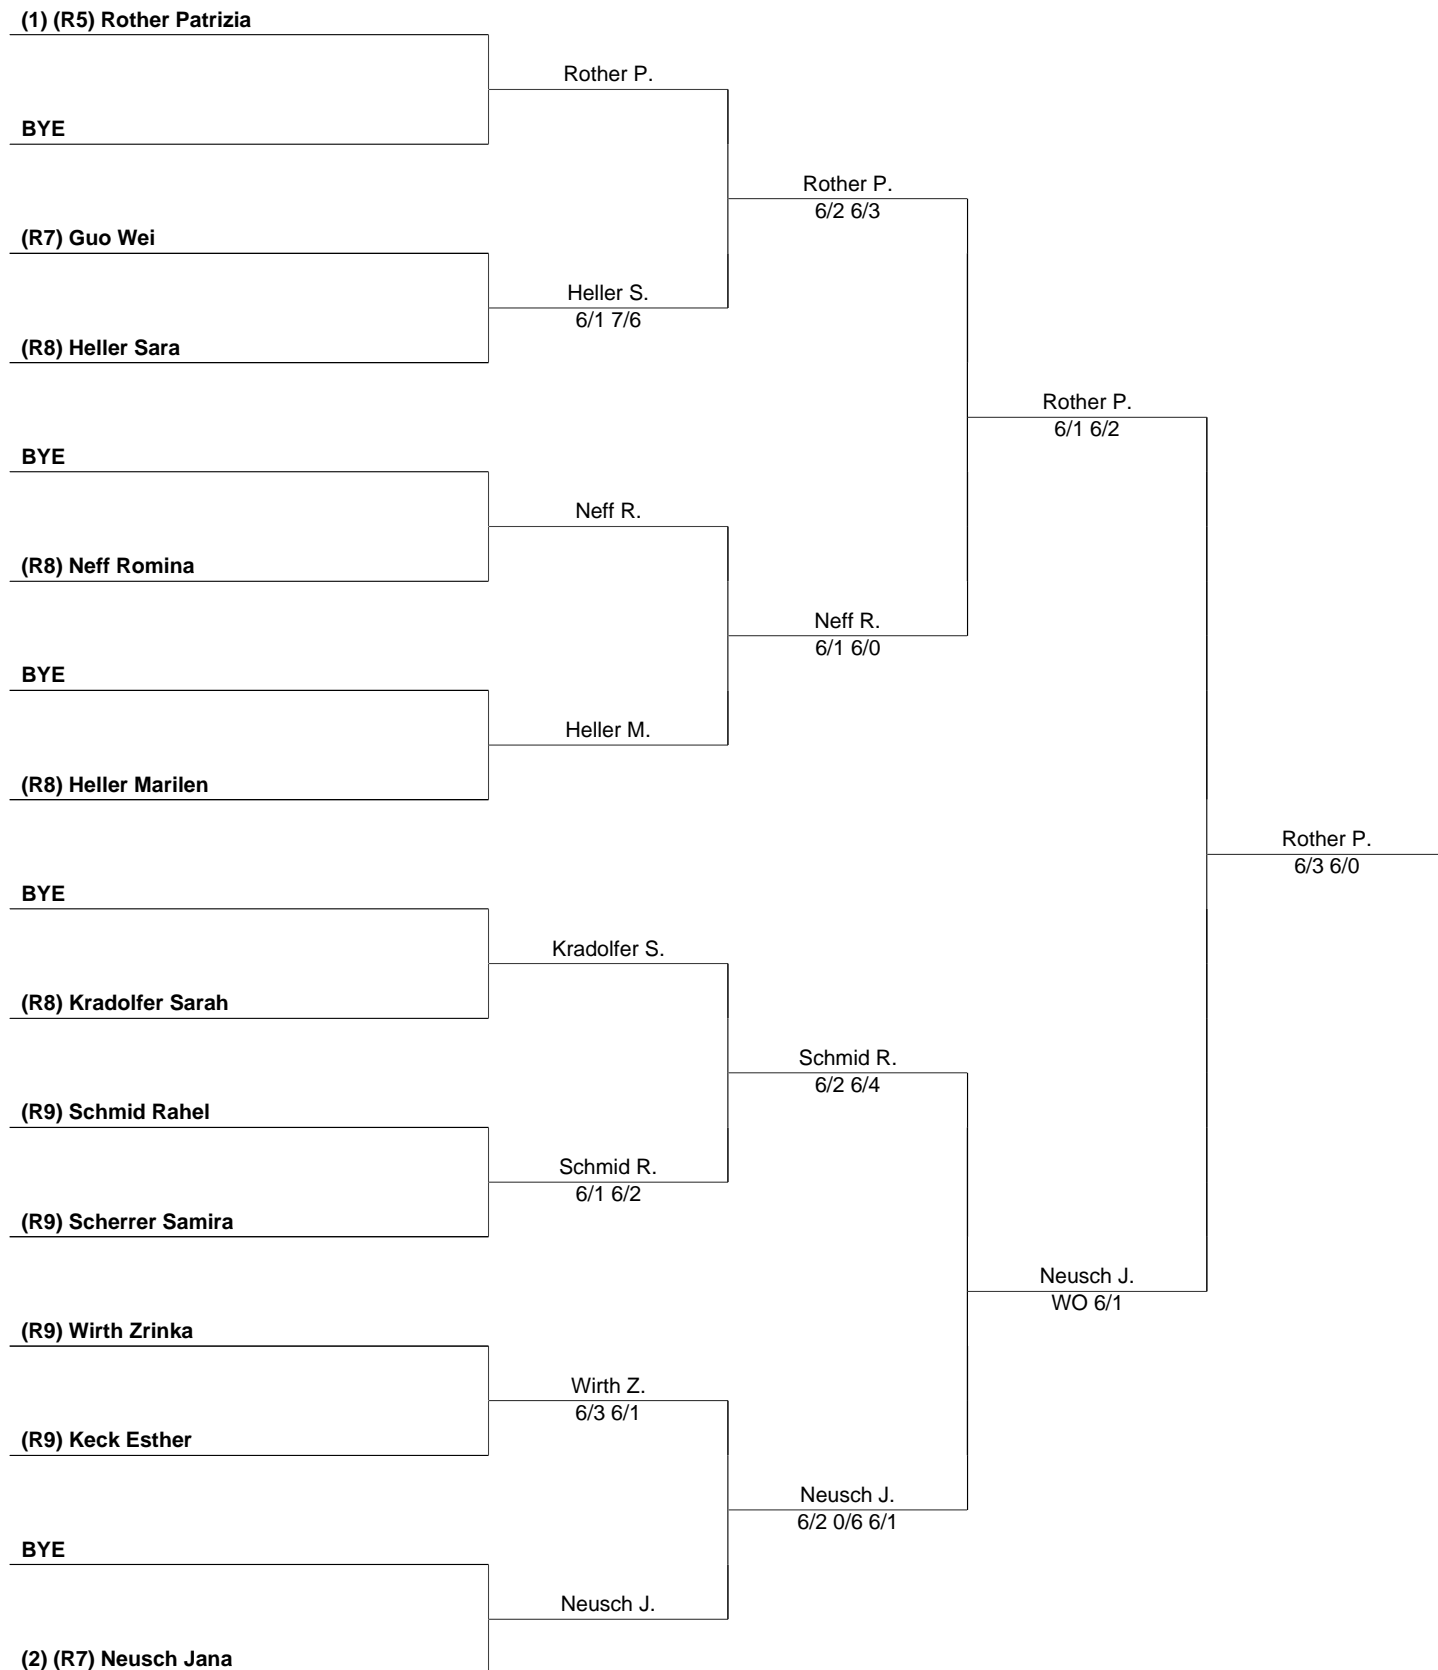 (1) (R5) Rother Patrizia
Rother P.
BYE
Rother P.
6/2 6/3
(R7) Guo Wei
Heller S.
6/1 7/6
(R8) Heller Sara
Rother P.
6/1 6/2
BYE
Neff R.
(R8) Neff Romina
Neff R.
6/1 6/0
BYE
Heller M.
(R8) Heller Marilen
Rother P.
6/3 6/0
BYE
Kradolfer S.
(R8) Kradolfer Sarah
Schmid R.
6/2 6/4
(R9) Schmid Rahel
Schmid R.
6/1 6/2
(R9) Scherrer Samira
Neusch J.
WO 6/1
(R9) Wirth Zrinka
Wirth Z.
6/3 6/1
(R9) Keck Esther
Neusch J.
6/2 0/6 6/1
BYE
Neusch J.
(2) (R7) Neusch Jana